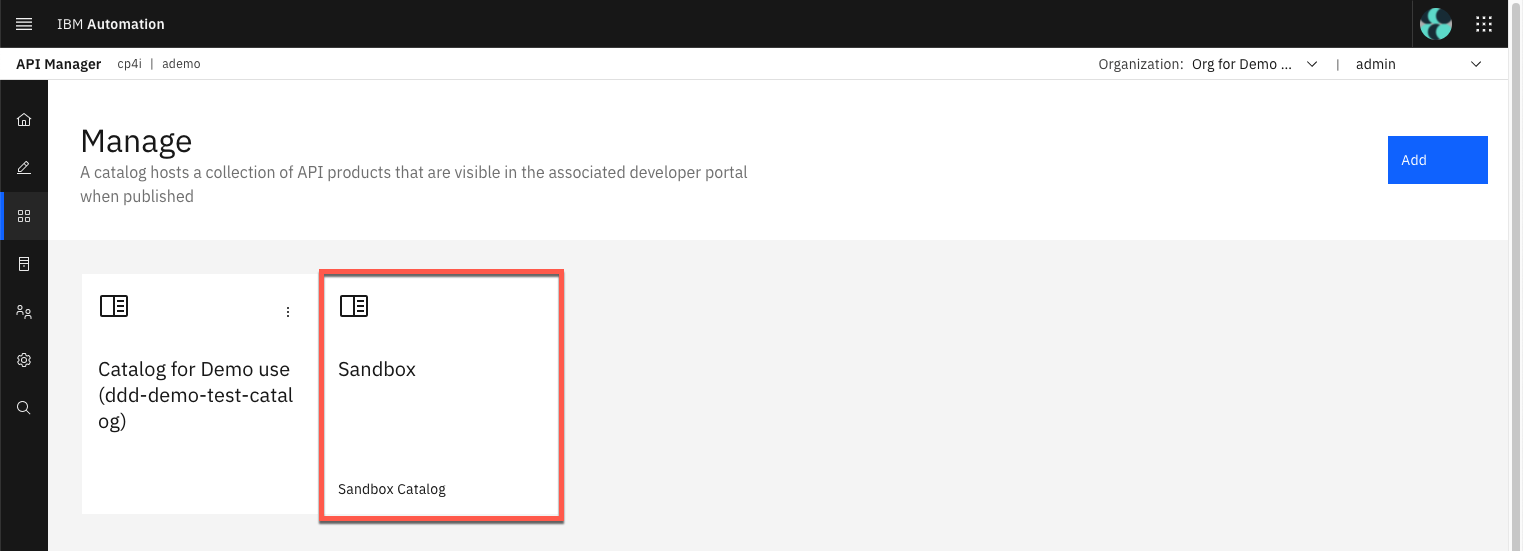 IBM Automation
API Manager cp4i | ademo Organization: Org for Demo ... | admin
Manage
A catalog hosts a collection of API products that are visible in the associated developer portal
when published
Add
Catalog for Demo use
(ddd-demo-test-catal
og)
Sandbox
Sandbox Catalog